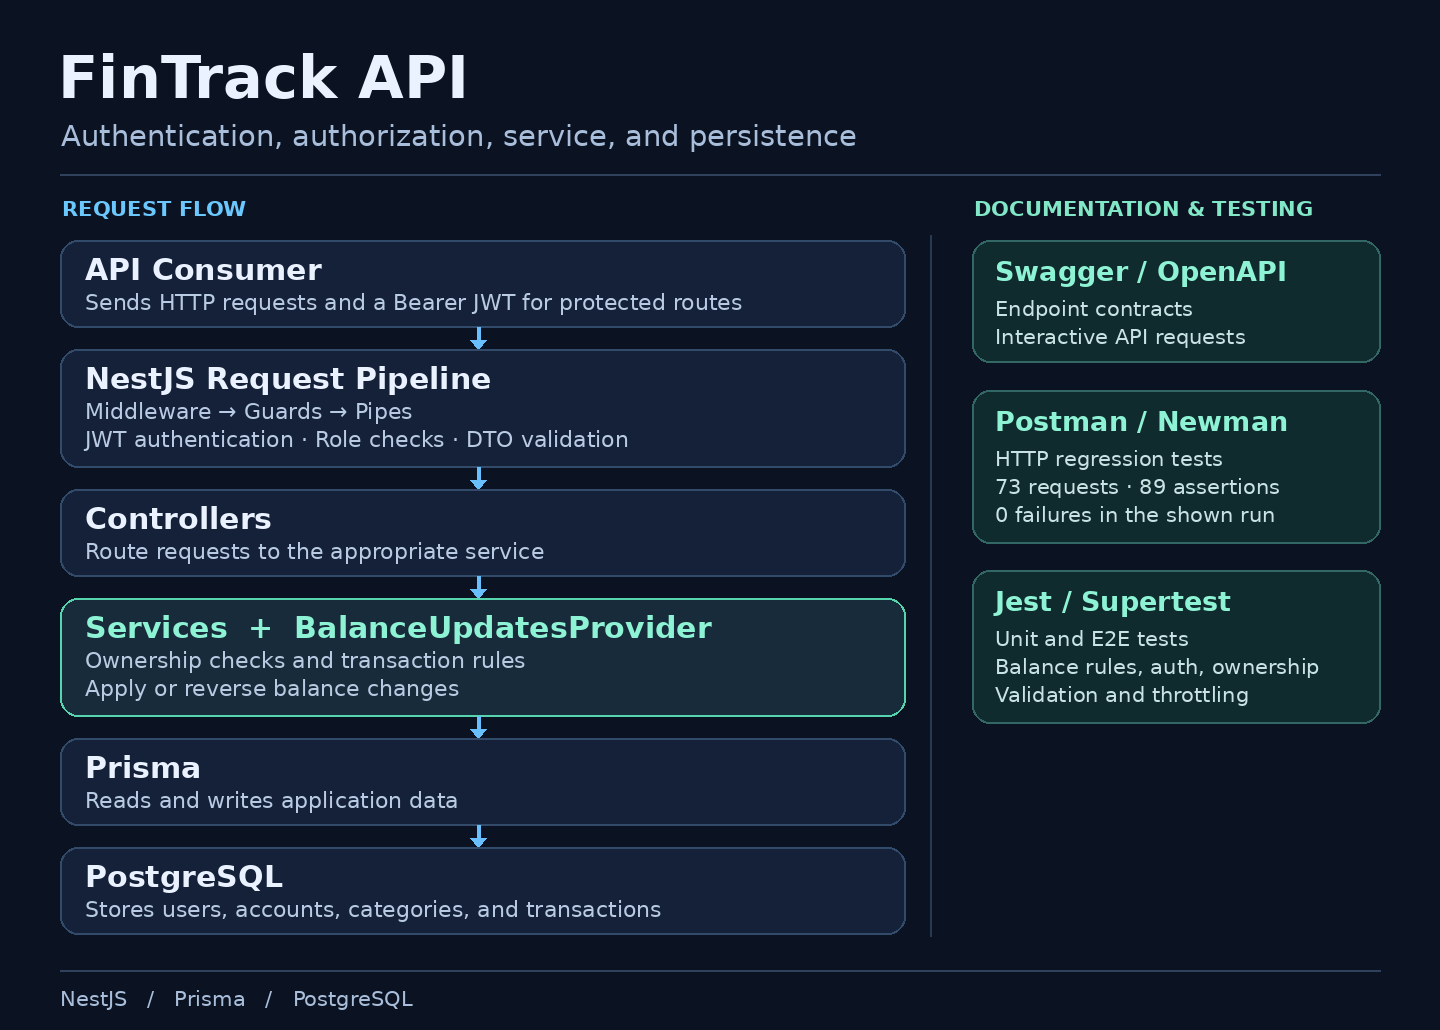 FinTrack API
Authentication, authorization, service, and persistence
REQUEST FLOW
API Consumer
Sends HTTP requests and a Bearer JWT for protected routes
NestJS Request Pipeline
Middleware → Guards → Pipes
JWT authentication · Role checks · DTO validation
Controllers
Route requests to the appropriate service
Services + BalanceUpdatesProvider
Ownership checks and transaction rules
Apply or reverse balance changes
Prisma
Reads and writes application data
PostgreSQL
Stores users, accounts, categories, and transactions
DOCUMENTATION & TESTING
Swagger / OpenAPI
Endpoint contracts
Interactive API requests
Postman / Newman
HTTP regression tests
73 requests · 89 assertions
0 failures in the shown run
Jest / Supertest
Unit and E2E tests
Balance rules, auth, ownership
Validation and throttling
NestJS / Prisma / PostgreSQL